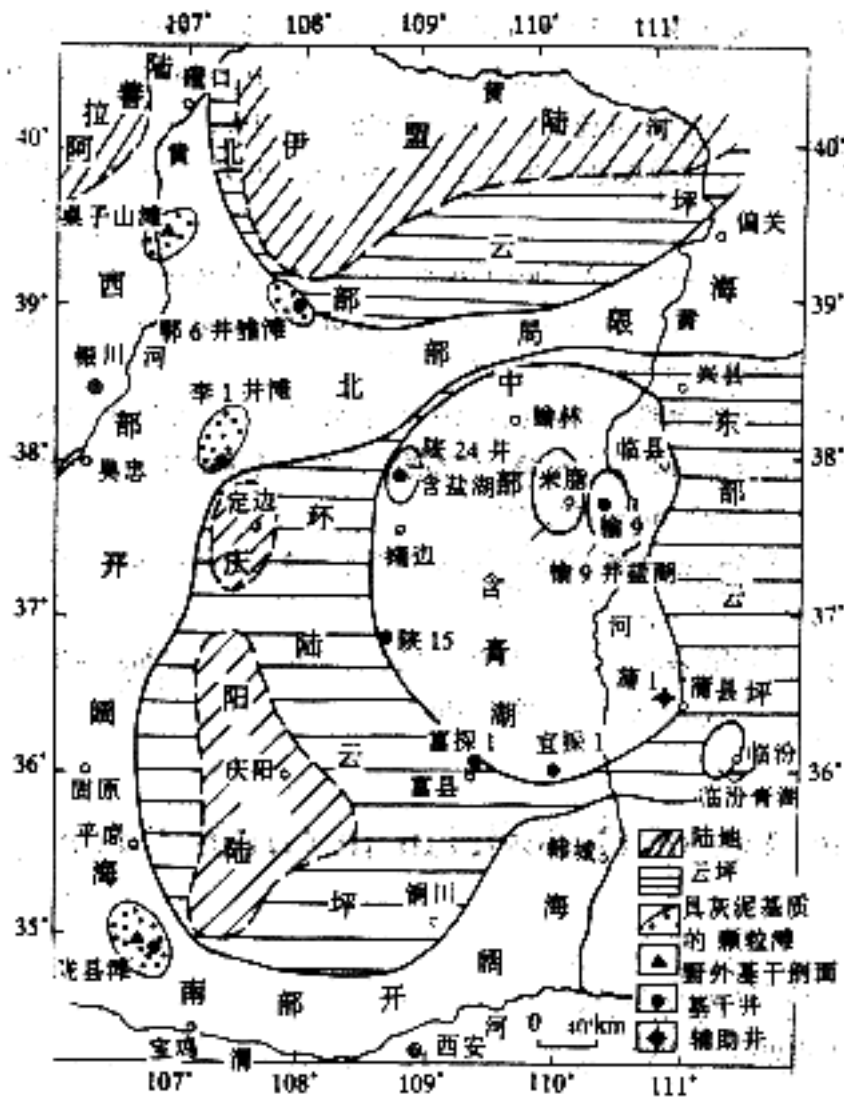 107° 108° 109° 110° 111°
阿拉善陆
磴口
黄
河
40° 40°
北
伊盟陆
云坪
偏关
桌子山滩
39° 39°
鄂6井雏滩
北部局限海
黄
银川
河
李1井滩
兴县
西部开阔海
38° 38°
吴忠
榆林
陕24井
含盐湖
米脂
临县
榆9
榆9井盐湖
定边
靖边
中部含膏湖
东部云坪
37° 37°
环
庆阳陆
陆
陕15
河
蒲1
蒲县
庆阳
云
富探1
宜探1
富县
临汾
临汾膏湖
36° 36°
固原
平凉
韩城
铜川
坪
35°
陇县滩
南部开阔海
宝鸡
渭
西安
河
0 40km
陆地
云坪
具灰泥基质
的颗粒滩
野外基干剖面
基干井
辅助井
107° 108° 109° 110° 111°